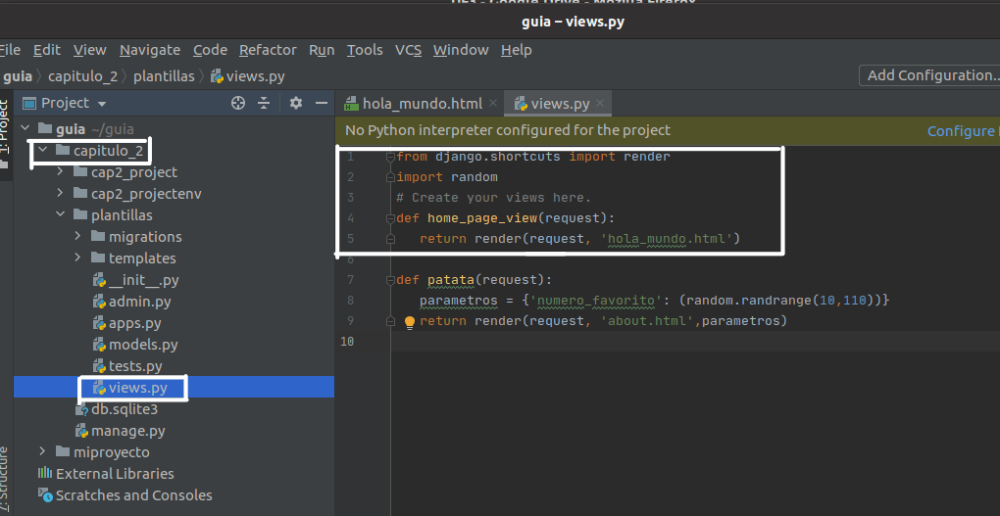 guia – views.py
File Edit View Navigate Code Refactor Run Tools VCS Window Help
guia capitulo_2 plantillas views.py Add Configuration..
1: Project
Project
hola_mundo.html views.py
No Python interpreter configured for the project Configure
guia ~/guia
capitulo_2
cap2_project
cap2_projectenv
plantillas
migrations
templates
__init__.py
admin.py
apps.py
models.py
tests.py
views.py
db.sqlite3
manage.py
miproyecto
External Libraries
Scratches and Consoles
7: Structure
1 from django.shortcuts import render
2 import random
3 # Create your views here.
4 def home_page_view(request):
5 return render(request, 'hola_mundo.html')
6
7 def patata(request):
8 parametros = {'numero_favorito': (random.randrange(10,110))}
9 return render(request, 'about.html',parametros)
10